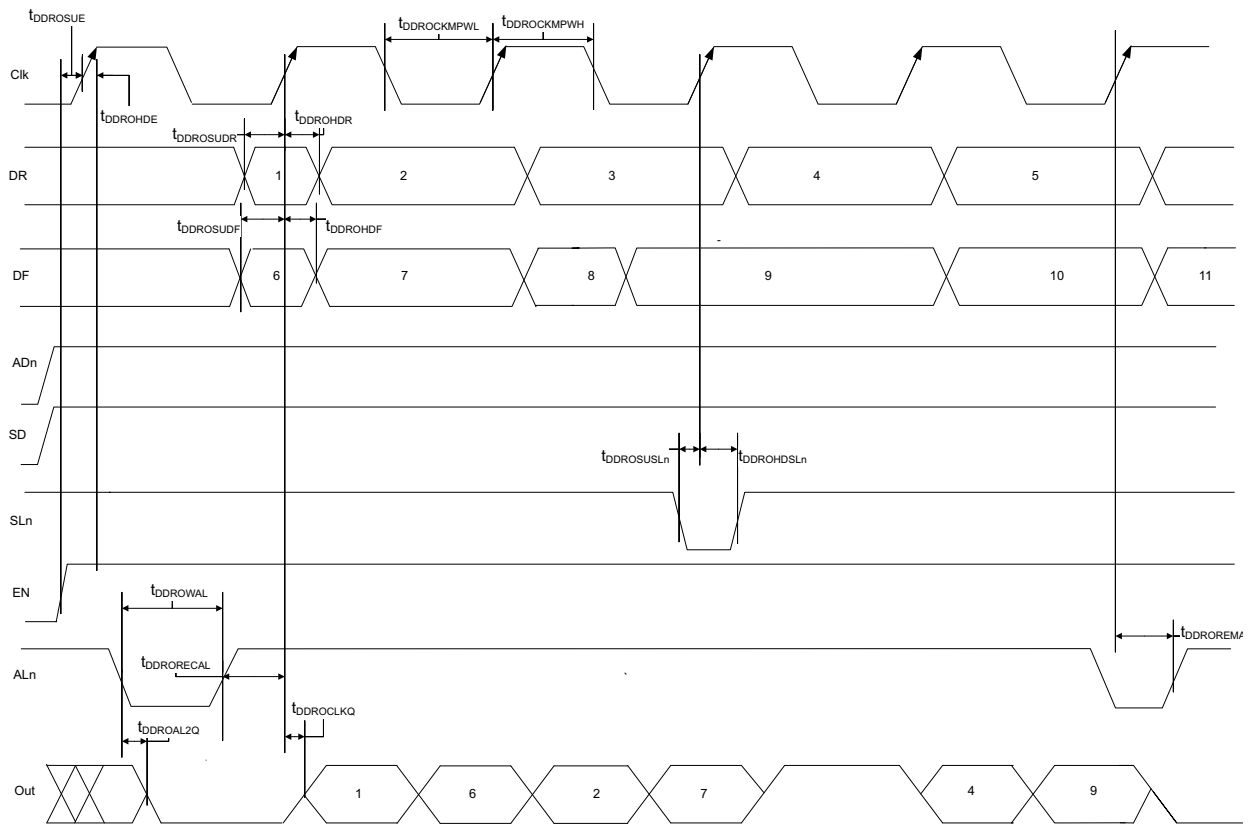 tDDROSUE
tDDROCKMPWL
tDDROCKMPWH
Clk
tDDROHDE
tDDROSUDR
tDDROHDR
DR
1
2
3
4
5
tDDROSUDF
tDDROHDF
DF
6
7
8
9
10
11
ADn
SD
tDDROSUSLn
tDDROHDSLn
SLn
EN
tDDROWAL
tDDROREMAL
tDDRORECAL
ALn
tDDROAL2Q
tDDROCLKQ
Out
1
6
2
7
4
9